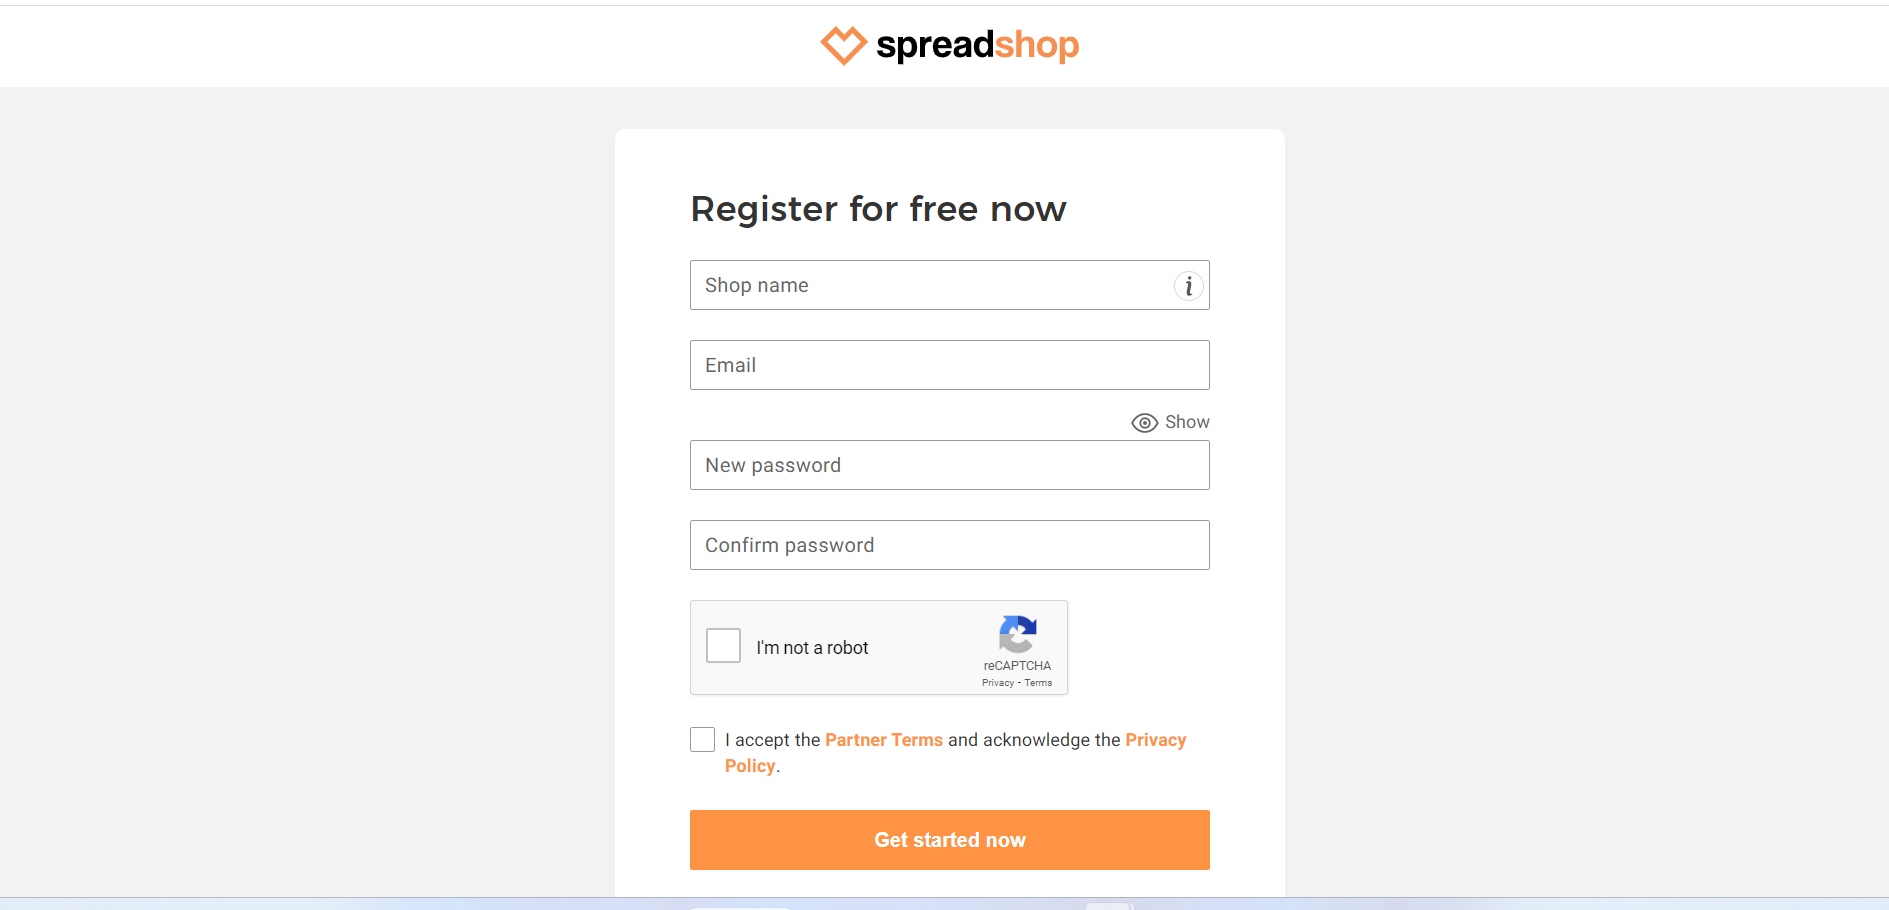 spreadshop
Register for free now
Shop name
i
Email
Show
New password
Confirm password
I'm not a robot
reCAPTCHA
Privacy - Terms
I accept the Partner Terms and acknowledge the Privacy
Policy.
Get started now